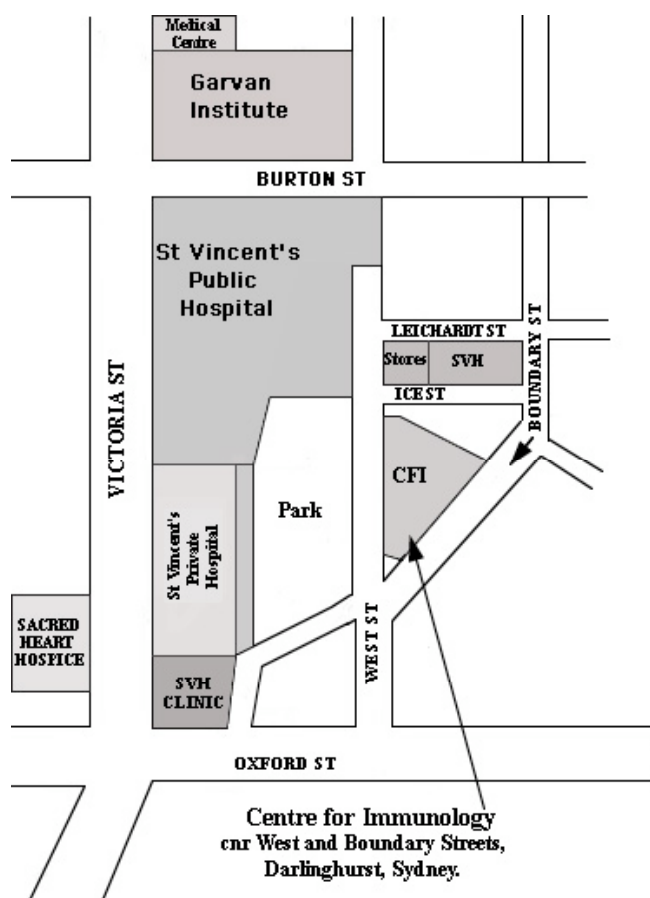 Medical
Centre
Garvan
Institute
BURTON ST
St Vincent's
Public
Hospital
LEICHARDT ST
Stores
SVH
ICE ST
BOUNDARY ST
VICTORIA ST
CFI
Park
St Vincent's
Private
Hospital
SACRED
HEART
HOSPICE
WEST ST
SVH
CLINIC
OXFORD ST
Centre for Immunology
cnr West and Boundary Streets,
Darlinghurst, Sydney.